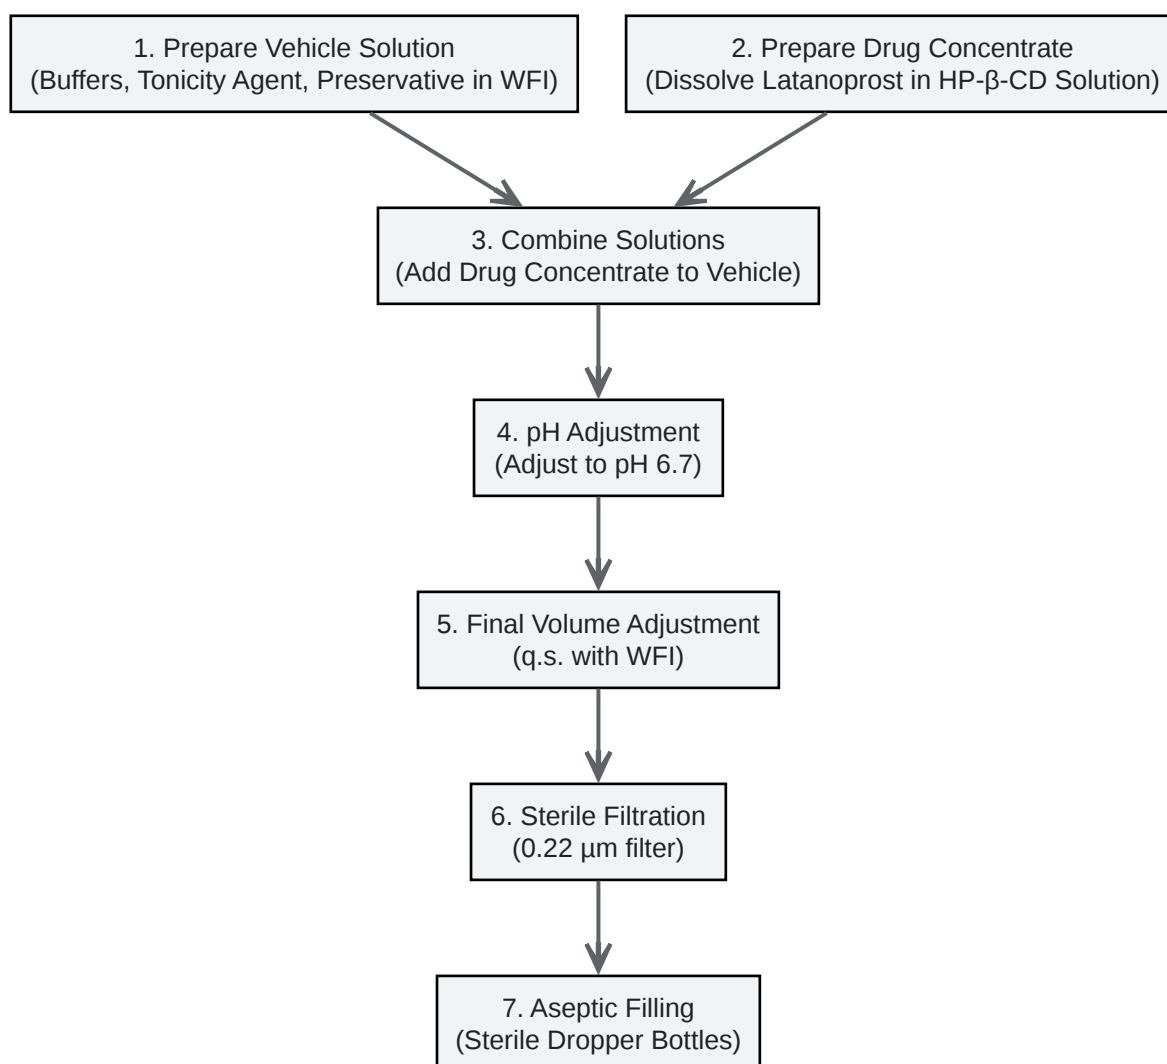 1. Prepare Vehicle Solution
(Buffers, Tonicity Agent, Preservative in WFI)
2. Prepare Drug Concentrate
(Dissolve Latanoprost in HP-β-CD Solution)
3. Combine Solutions
(Add Drug Concentrate to Vehicle)
4. pH Adjustment
(Adjust to pH 6.7)
5. Final Volume Adjustment
(q.s. with WFI)
6. Sterile Filtration
(0.22 µm filter)
7. Aseptic Filling
(Sterile Dropper Bottles)